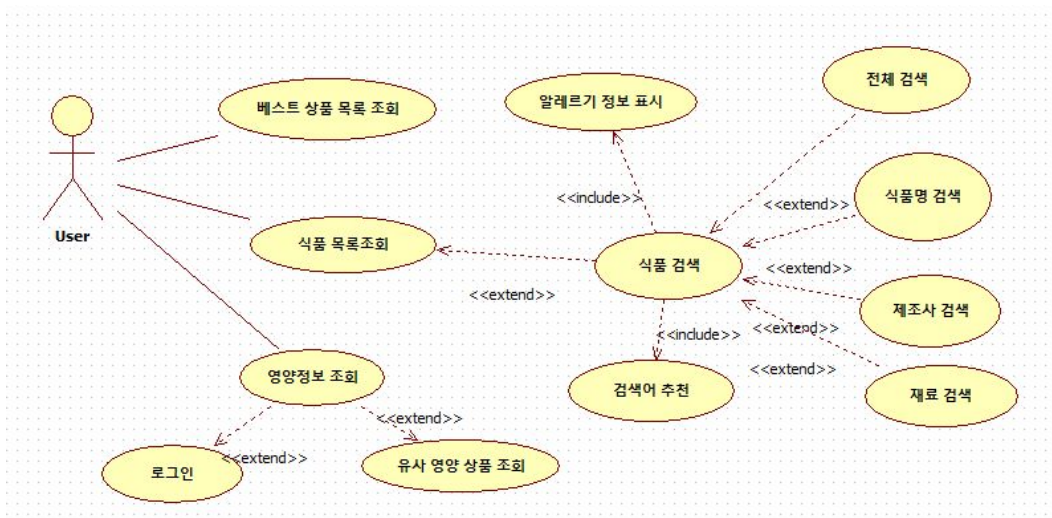 전체 검색
베스트 상품 목록 조회
알레르기 정보 표시
<<include>>
식품명 검색
<<extend>>
User
식품 목록조회
식품 검색
<<extend>>
<<extend>>
제조사 검색
<<include>>
<<extend>>
<<extend>>
영양정보 조회
검색어 추천
재료 검색
<<extend>>
<<extend>>
로그인
유사 영양 상품 조회